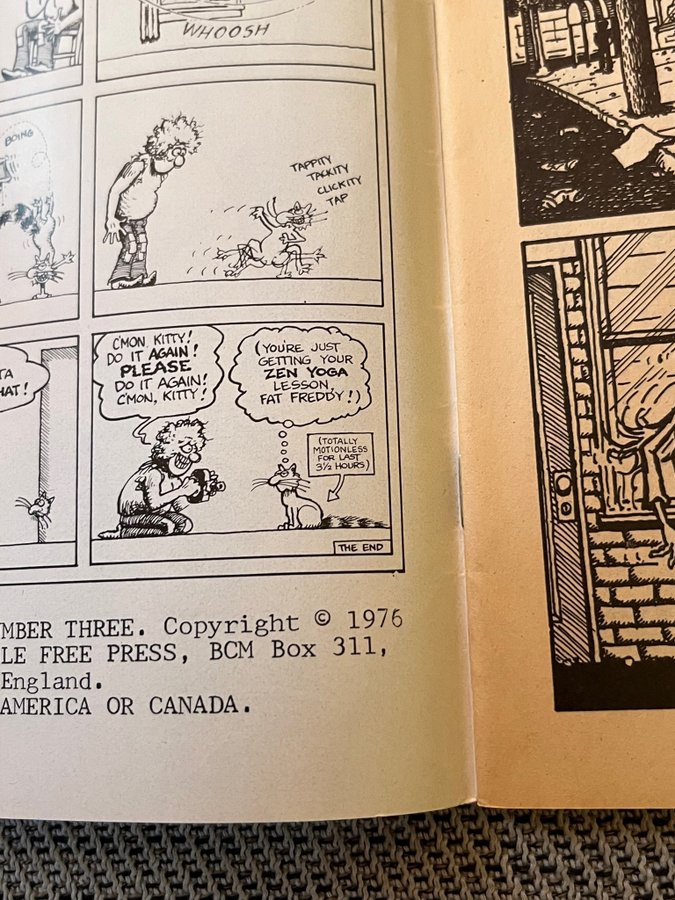 WHOOSH
BOING
TAPPITY
TACKITY
CLICKITY
TAP
HAT!
C'MON, KITTY!
DO IT AGAIN!
PLEASE
DO IT AGAIN!
C'MON, KITTY!
(YOU'RE JUST
GETTING YOUR
ZEN YOGA
LESSON,
FAT FREDDY!)
(TOTALLY
MOTIONLESS
FOR LAST
3½ HOURS)
THE END
MBER THREE. Copyright © 1976
LE FREE PRESS, BCM Box 311,
England.
AMERICA OR CANADA.